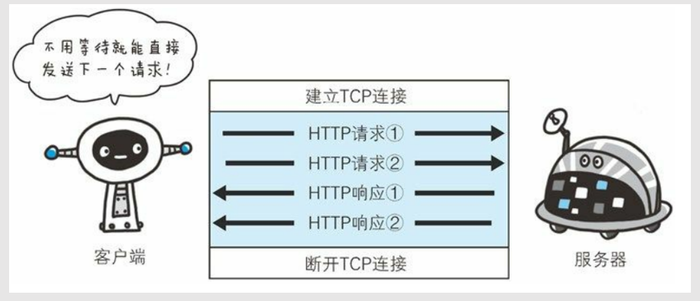 不用等待就能直接
发送下一个请求!
建立TCP连接
HTTP请求①
HTTP请求②
HTTP响应①
HTTP响应②
断开TCP连接
客户端
服务器